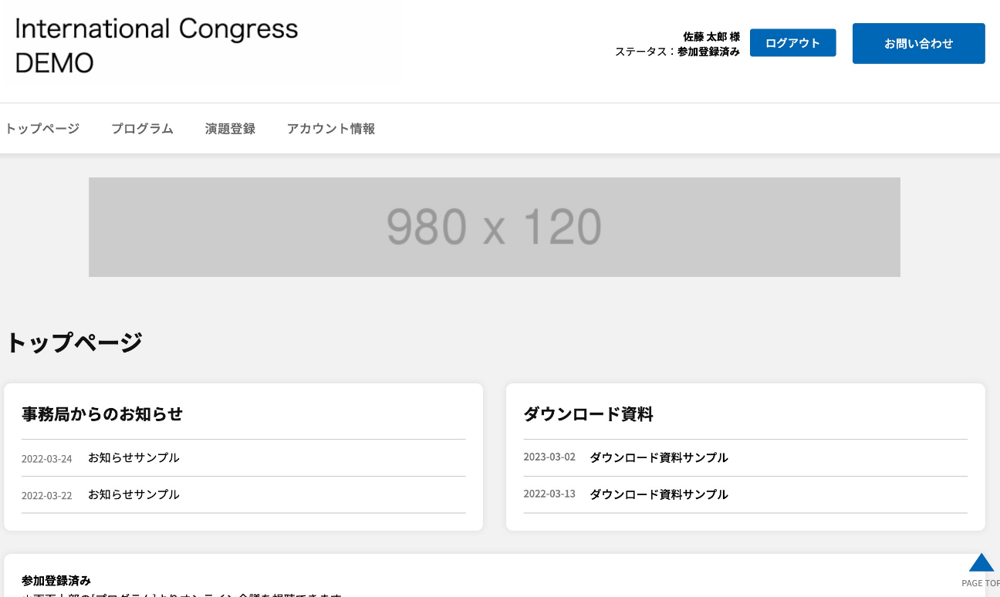 International Congress
DEMO
佐藤 太郎 様
ステータス：参加登録済み
ログアウト
お問い合わせ
トップページ
プログラム
演題登録
アカウント情報
980 x 120
トップページ
事務局からのお知らせ
2022-03-24 お知らせサンプル
2022-03-22 お知らせサンプル
ダウンロード資料
2023-03-02 ダウンロード資料サンプル
2022-03-13 ダウンロード資料サンプル
参加登録済み
PAGE TOP